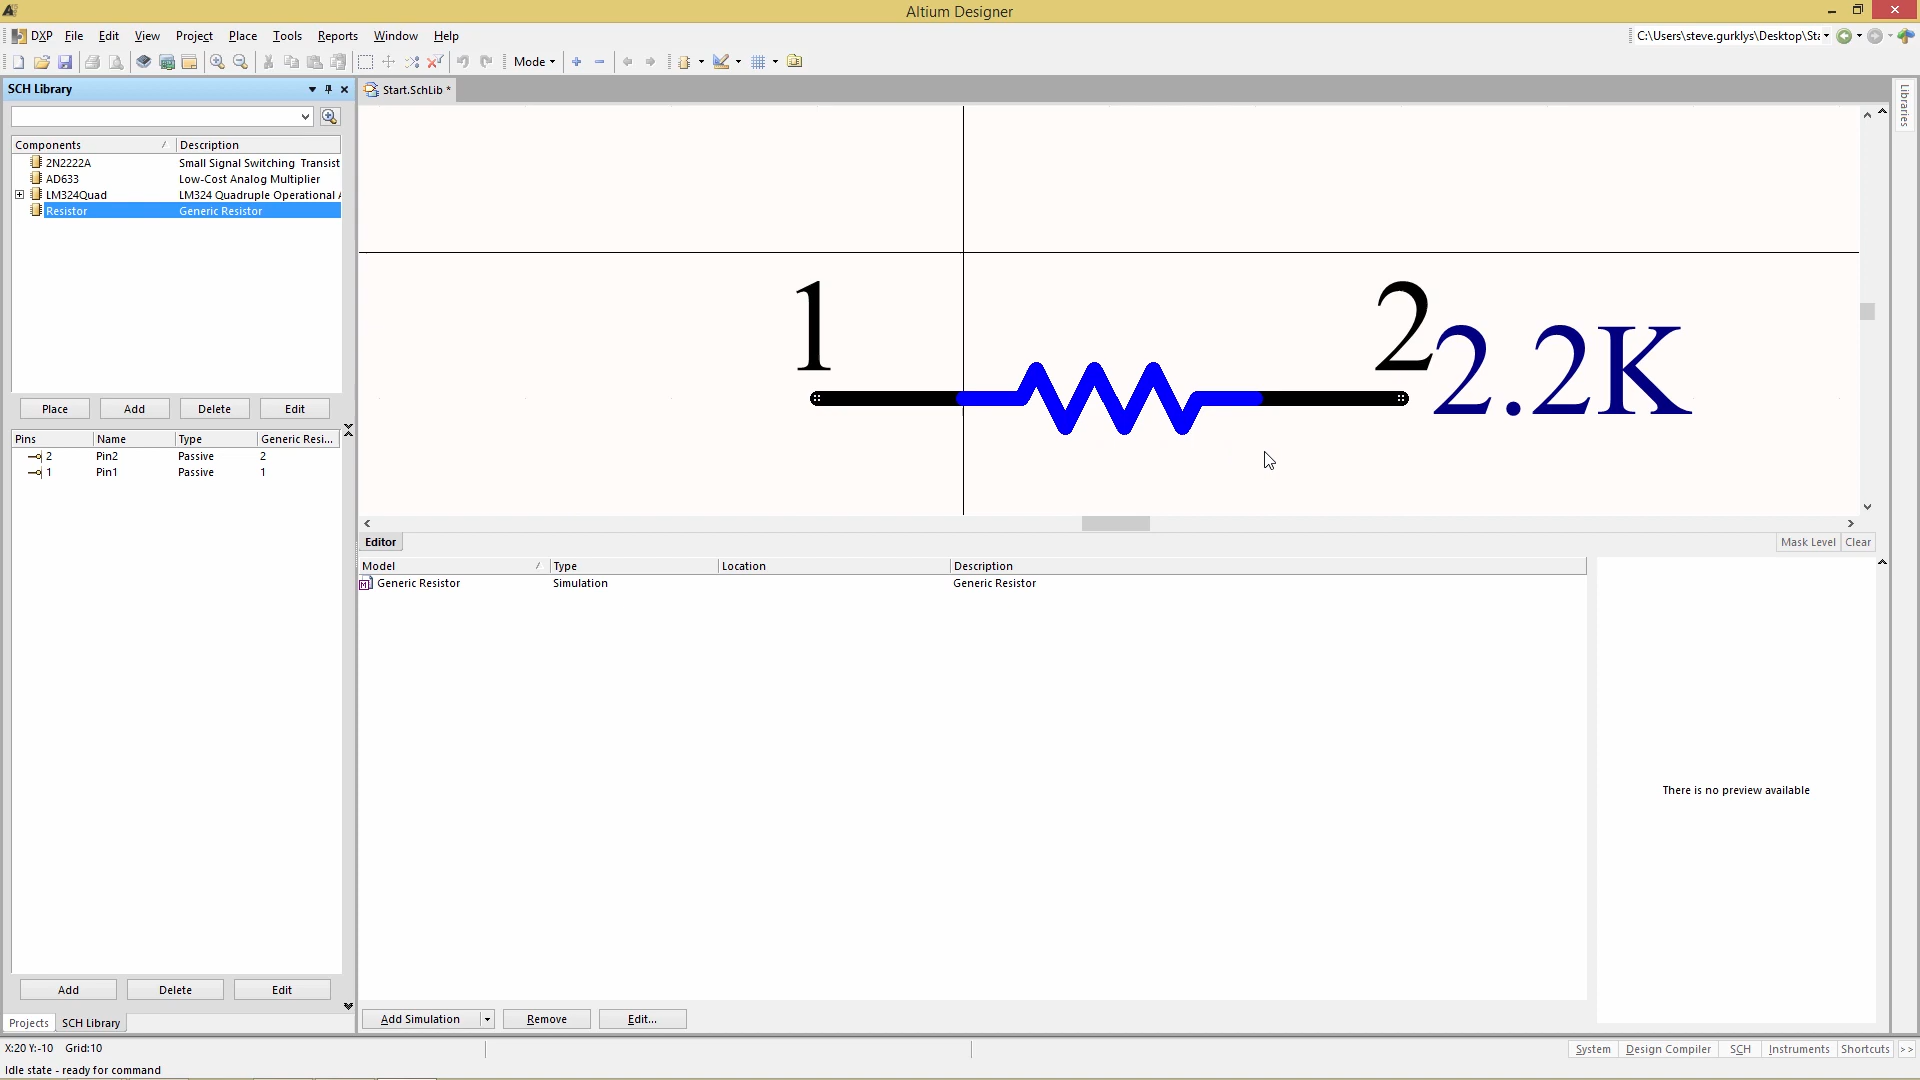 Altium Designer
DXP File Edit View Project Place Tools Reports Window Help
C:\Users\steve.gurklys\Desktop\Sta
Mode
SCH Library
Start.SchLib *
Libraries
Components Description
2N2222A Small Signal Switching Transist
AD633 Low-Cost Analog Multiplier
LM324Quad LM324 Quadruple Operational
Resistor Generic Resistor
1
2
2.2K
Place Add Delete Edit
Pins Name Type Generic Resi...
2 Pin2 Passive 2
1 Pin1 Passive 1
Editor
Mask Level Clear
Model Type Location Description
Generic Resistor Simulation Generic Resistor
There is no preview available
Add Delete Edit
Add Simulation Remove Edit...
Projects SCH Library
X:20 Y:-10 Grid:10
System Design Compiler SCH Instruments Shortcuts >>
Idle state - ready for command